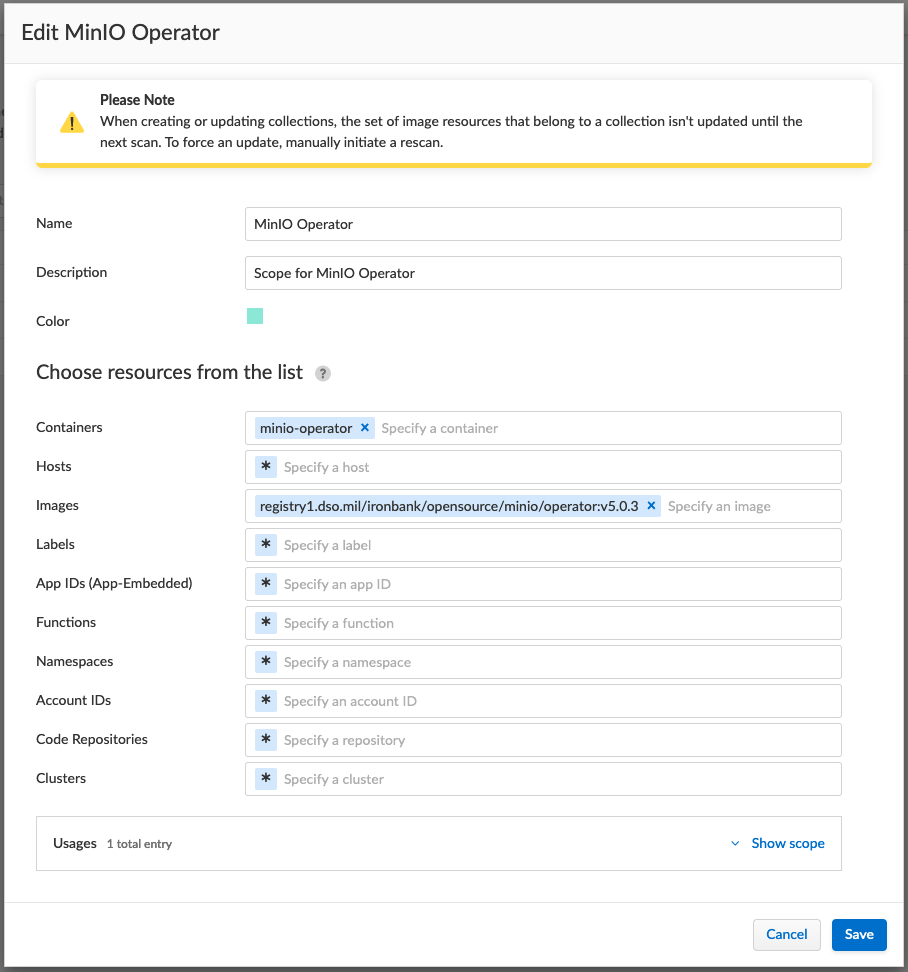 Edit MinIO Operator
Please Note
When creating or updating collections, the set of image resources that belong to a collection isn't updated until the
next scan. To force an update, manually initiate a rescan.
Name
MinIO Operator
Description
Scope for MinIO Operator
Color
Choose resources from the list ?
Containers
minio-operator × Specify a container
Hosts
* Specify a host
Images
registry1.dso.mil/ironbank/opensource/minio/operator:v5.0.3 × Specify an image
Labels
* Specify a label
App IDs (App-Embedded)
* Specify an app ID
Functions
* Specify a function
Namespaces
* Specify a namespace
Account IDs
* Specify an account ID
Code Repositories
* Specify a repository
Clusters
* Specify a cluster
Usages 1 total entry
Show scope
Cancel
Save